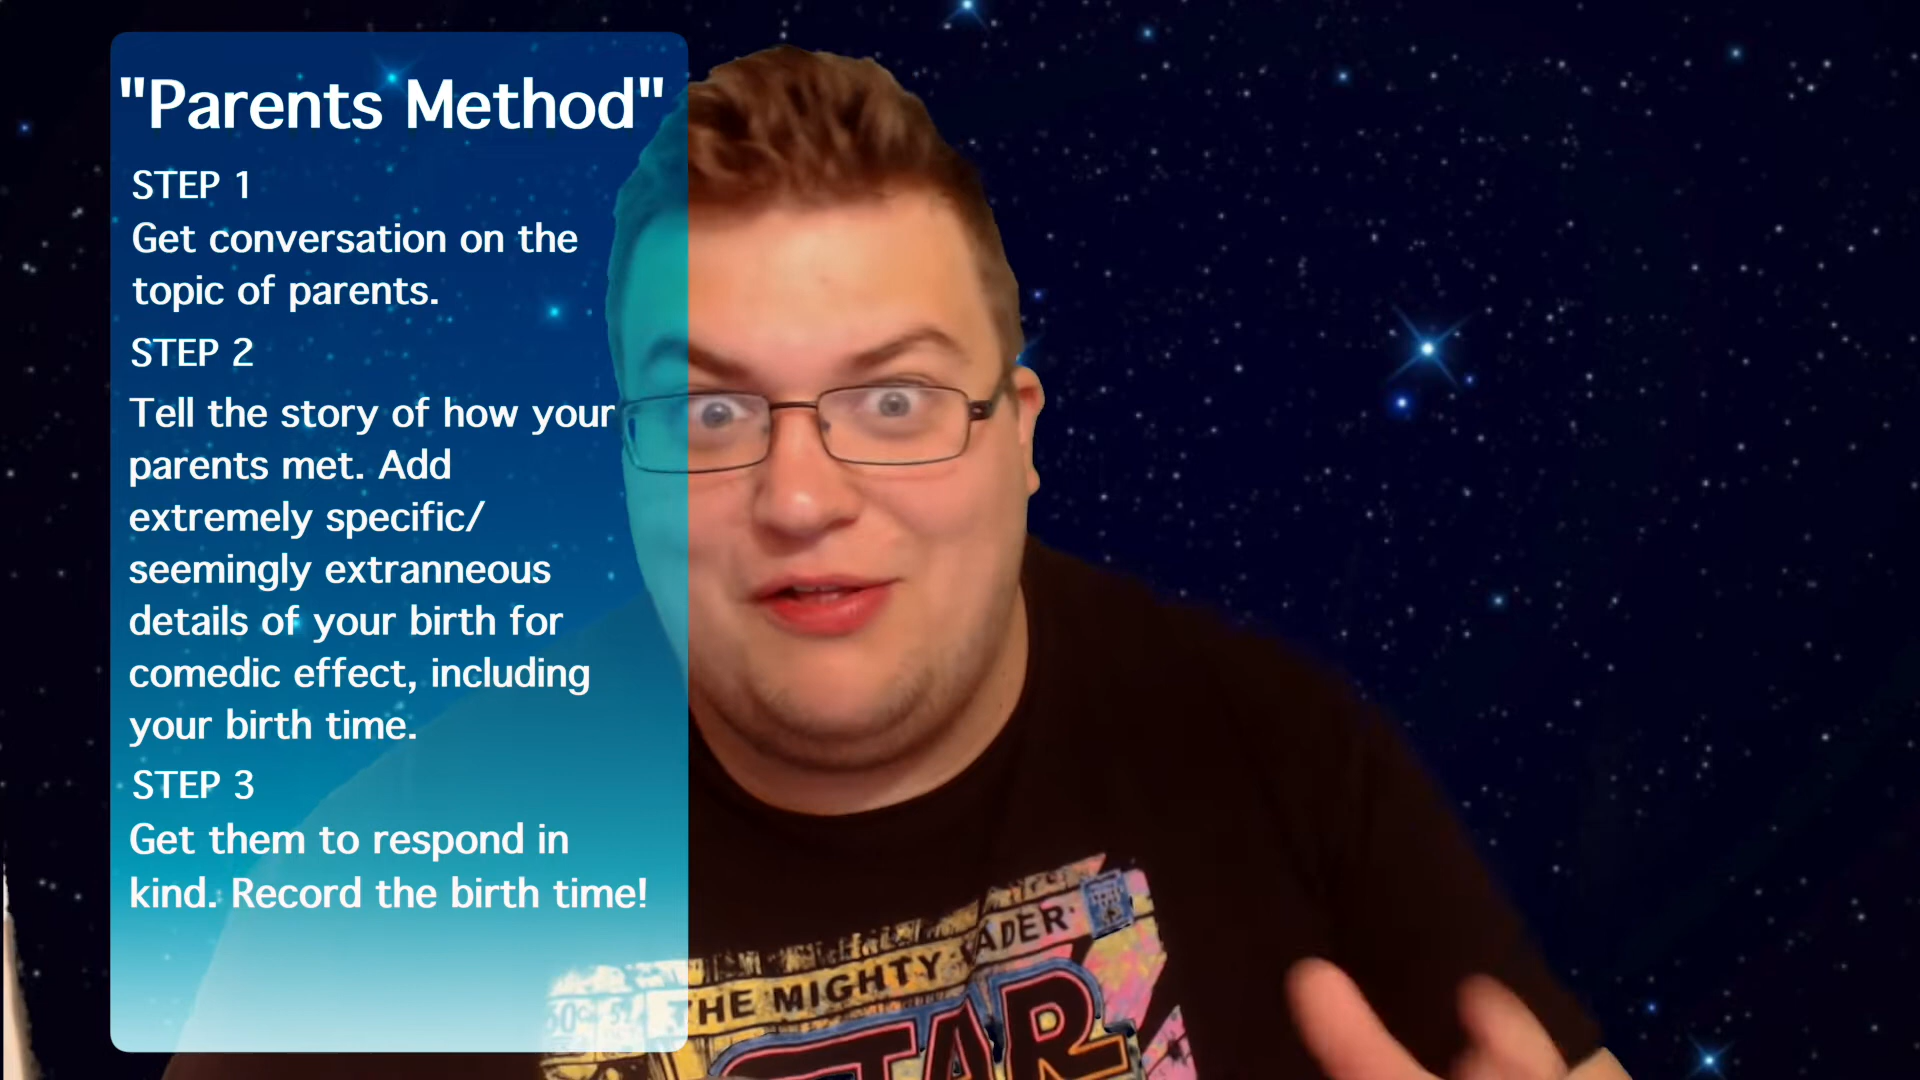 "Parents Method"
STEP 1
Get conversation on the
topic of parents.
STEP 2
Tell the story of how your
parents met. Add
extremely specific/
seemingly extranneous
details of your birth for
comedic effect, including
your birth time.
STEP 3
Get them to respond in
kind. Record the birth time!
THE MIGHTY VADER
STAR